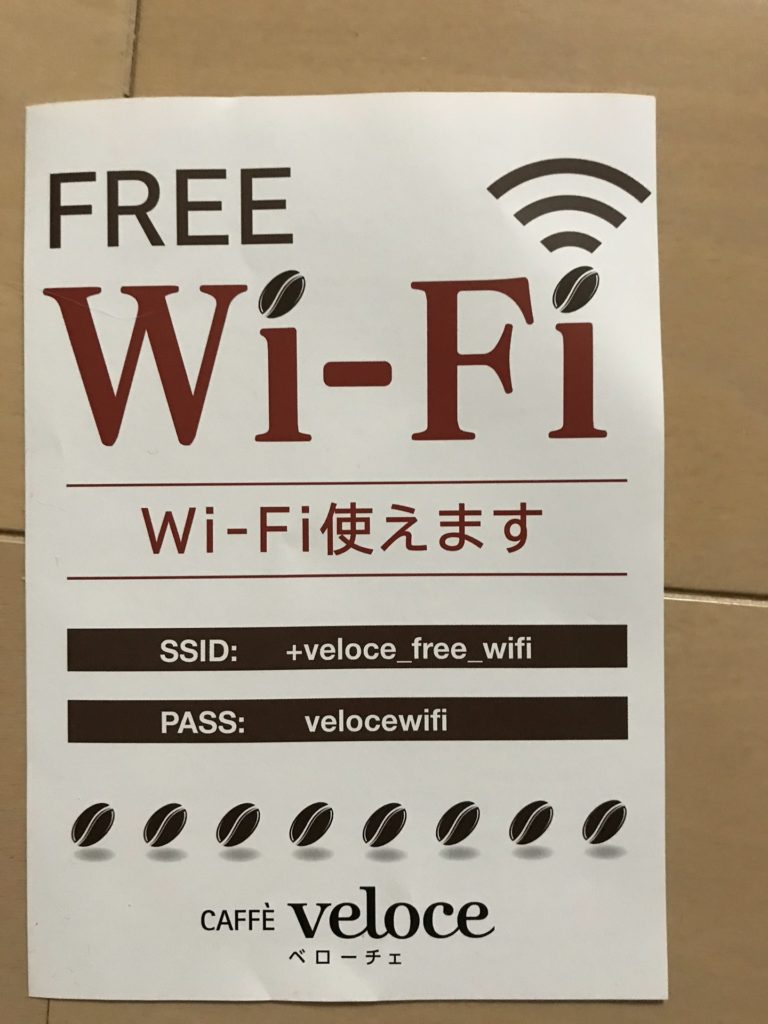 FREE
Wi-Fi
Wi-Fi使えます
SSID: +veloce_free_wifi
PASS: velocewifi
CAFFÈ veloce
ベローチェ